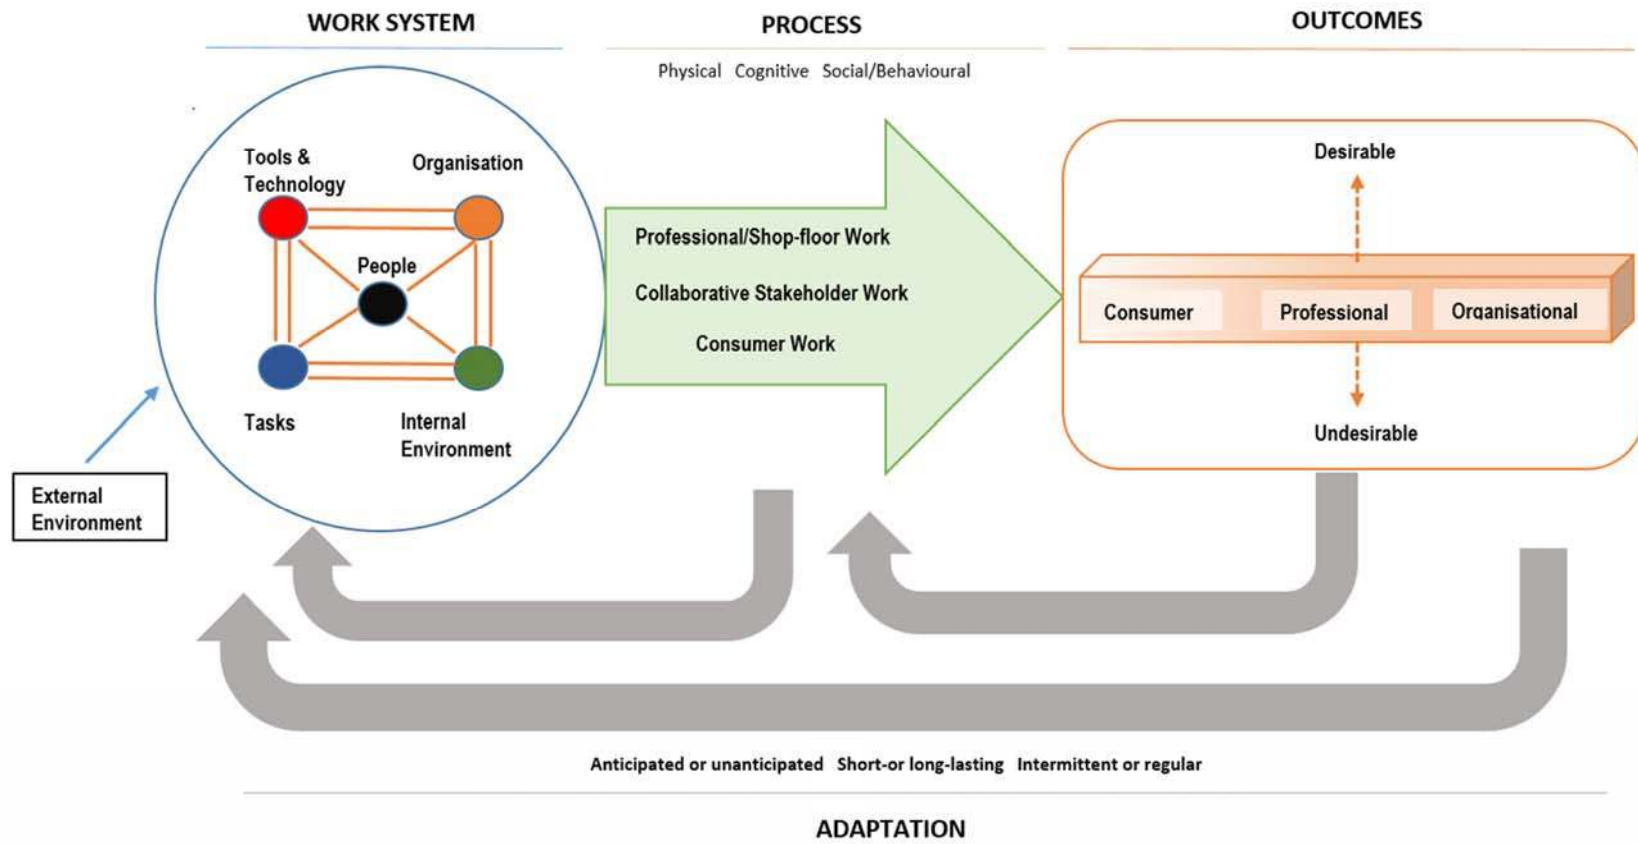 WORK SYSTEM
PROCESS
OUTCOMES
Physical Cognitive Social/Behavioural
Tools &
Technology
Organisation
People
Tasks
Internal
Environment
External
Environment
Professional/Shop-floor Work
Collaborative Stakeholder Work
Consumer Work
Desirable
Consumer
Professional
Organisational
Undesirable
Anticipated or unanticipated Short-or long-lasting Intermittent or regular
ADAPTATION